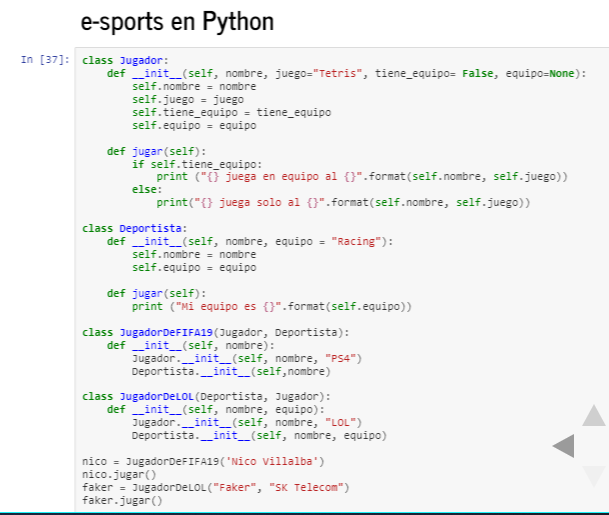 e-sports en Python
In [37]: class Jugador:
    def __init__(self, nombre, juego="Tetris", tiene_equipo= False, equipo=None):
        self.nombre = nombre
        self.juego = juego
        self.tiene_equipo = tiene_equipo
        self.equipo = equipo

    def jugar(self):
        if self.tiene_equipo:
            print ("{} juega en equipo al {}".format(self.nombre, self.juego))
        else:
            print("{} juega solo al {}".format(self.nombre, self.juego))

class Deportista:
    def __init__(self, nombre, equipo = "Racing"):
        self.nombre = nombre
        self.equipo = equipo

    def jugar(self):
        print ("Mi equipo es {}".format(self.equipo))

class JugadorDeFIFA19(Jugador, Deportista):
    def __init__(self, nombre):
        Jugador.__init__(self, nombre, "PS4")
        Deportista.__init__(self,nombre)

class JugadorDeLOL(Deportista, Jugador):
    def __init__(self, nombre, equipo):
        Jugador.__init__(self, nombre, "LOL")
        Deportista.__init__(self, nombre, equipo)

nico = JugadorDeFIFA19('Nico Villalba')
nico.jugar()
faker = JugadorDeLOL("Faker", "SK Telecom")
faker.jugar()